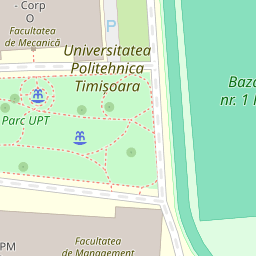 - Corp
O
Facultatea
de Mecanică
P
Universitatea
Politehnica
Timișoara
Parc UPT
Baz
nr. 1
PM
Facultatea
de Management